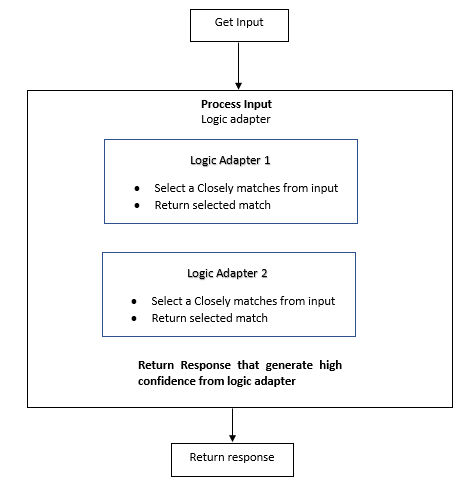 Get Input
Process Input
Logic adapter
Logic Adapter 1
● Select a Closely matches from input
● Return selected match
Logic Adapter 2
● Select a Closely matches from input
● Return selected match
Return Response that generate high
confidence from logic adapter
Return response